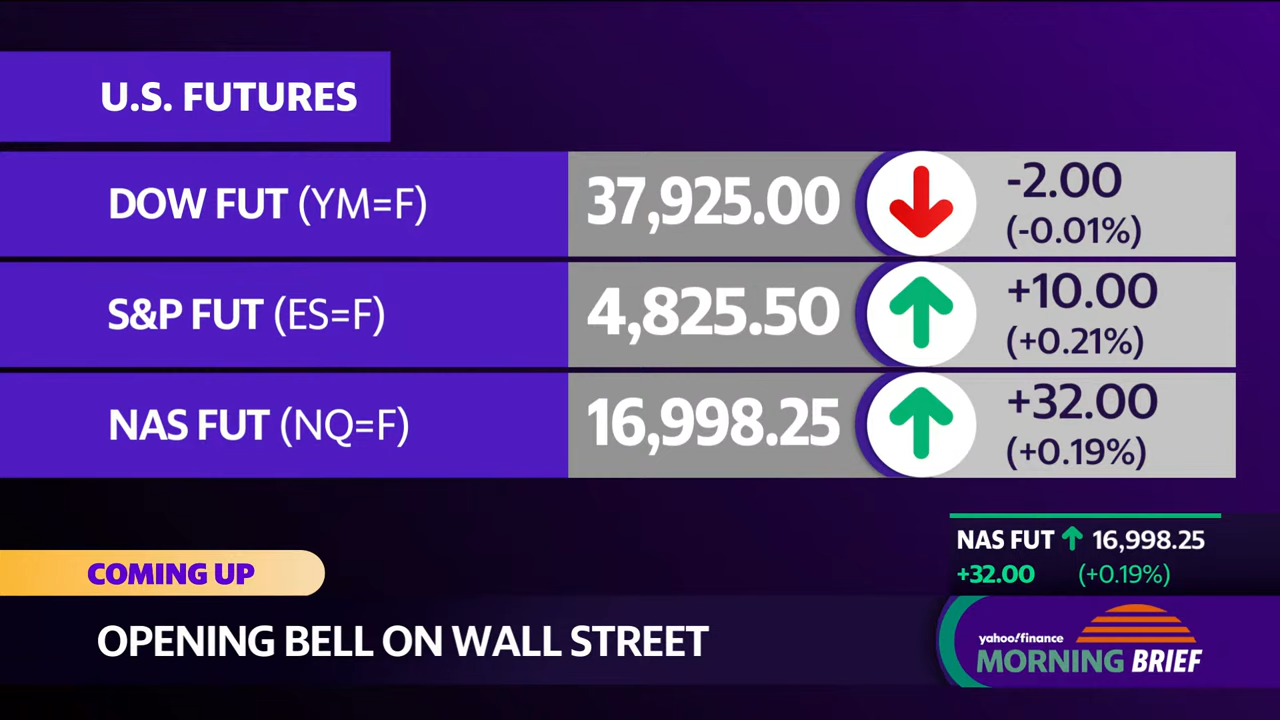 U.S. FUTURES
DOW FUT (YM=F) 37,925.00 -2.00
(-0.01%)
S&P FUT (ES=F) 4,825.50 +10.00
(+0.21%)
NAS FUT (NQ=F) 16,998.25 +32.00
(+0.19%)
NAS FUT 16,998.25
+32.00 (+0.19%)
COMING UP
OPENING BELL ON WALL STREET
yahoo!finance
MORNING BRIEF